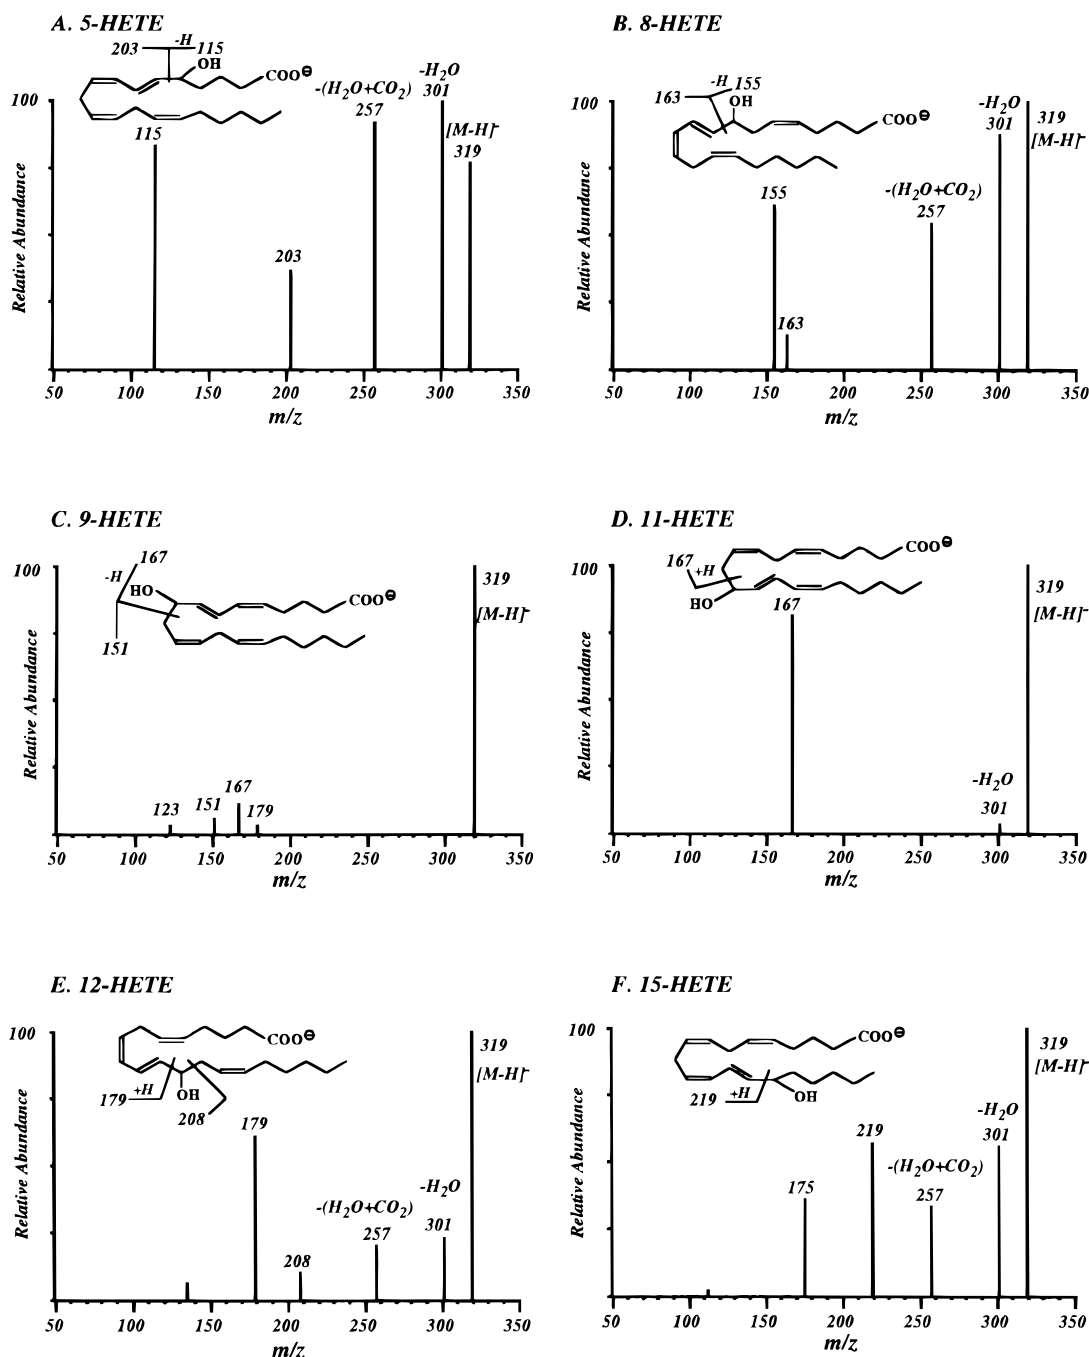 A. 5-HETE
-H
203 115
OH
COO⊖
100
115
203
-(H2O+CO2)
257
-H2O
301
[M-H]-
319
Relative Abundance
50 100 150 200 250 300 350
m/z
B. 8-HETE
-H
163 155
OH
COO⊖
100
155
163
-(H2O+CO2)
257
-H2O
301
319
[M-H]-
Relative Abundance
50 100 150 200 250 300 350
m/z
C. 9-HETE
167
-H
HO
COO⊖
151
100
123
151
167
179
319
[M-H]-
Relative Abundance
50 100 150 200 250 300 350
m/z
D. 11-HETE
167 +H
HO
COO⊖
100
167
-H2O
301
319
[M-H]-
Relative Abundance
50 100 150 200 250 300 350
m/z
E. 12-HETE
COO⊖
179 +H
OH
208
100
179
208
-(H2O+CO2)
257
-H2O
301
319
[M-H]-
Relative Abundance
50 100 150 200 250 300 350
m/z
F. 15-HETE
COO⊖
219 +H
OH
100
175
219
-(H2O+CO2)
257
-H2O
301
319
[M-H]-
Relative Abundance
50 100 150 200 250 300 350
m/z